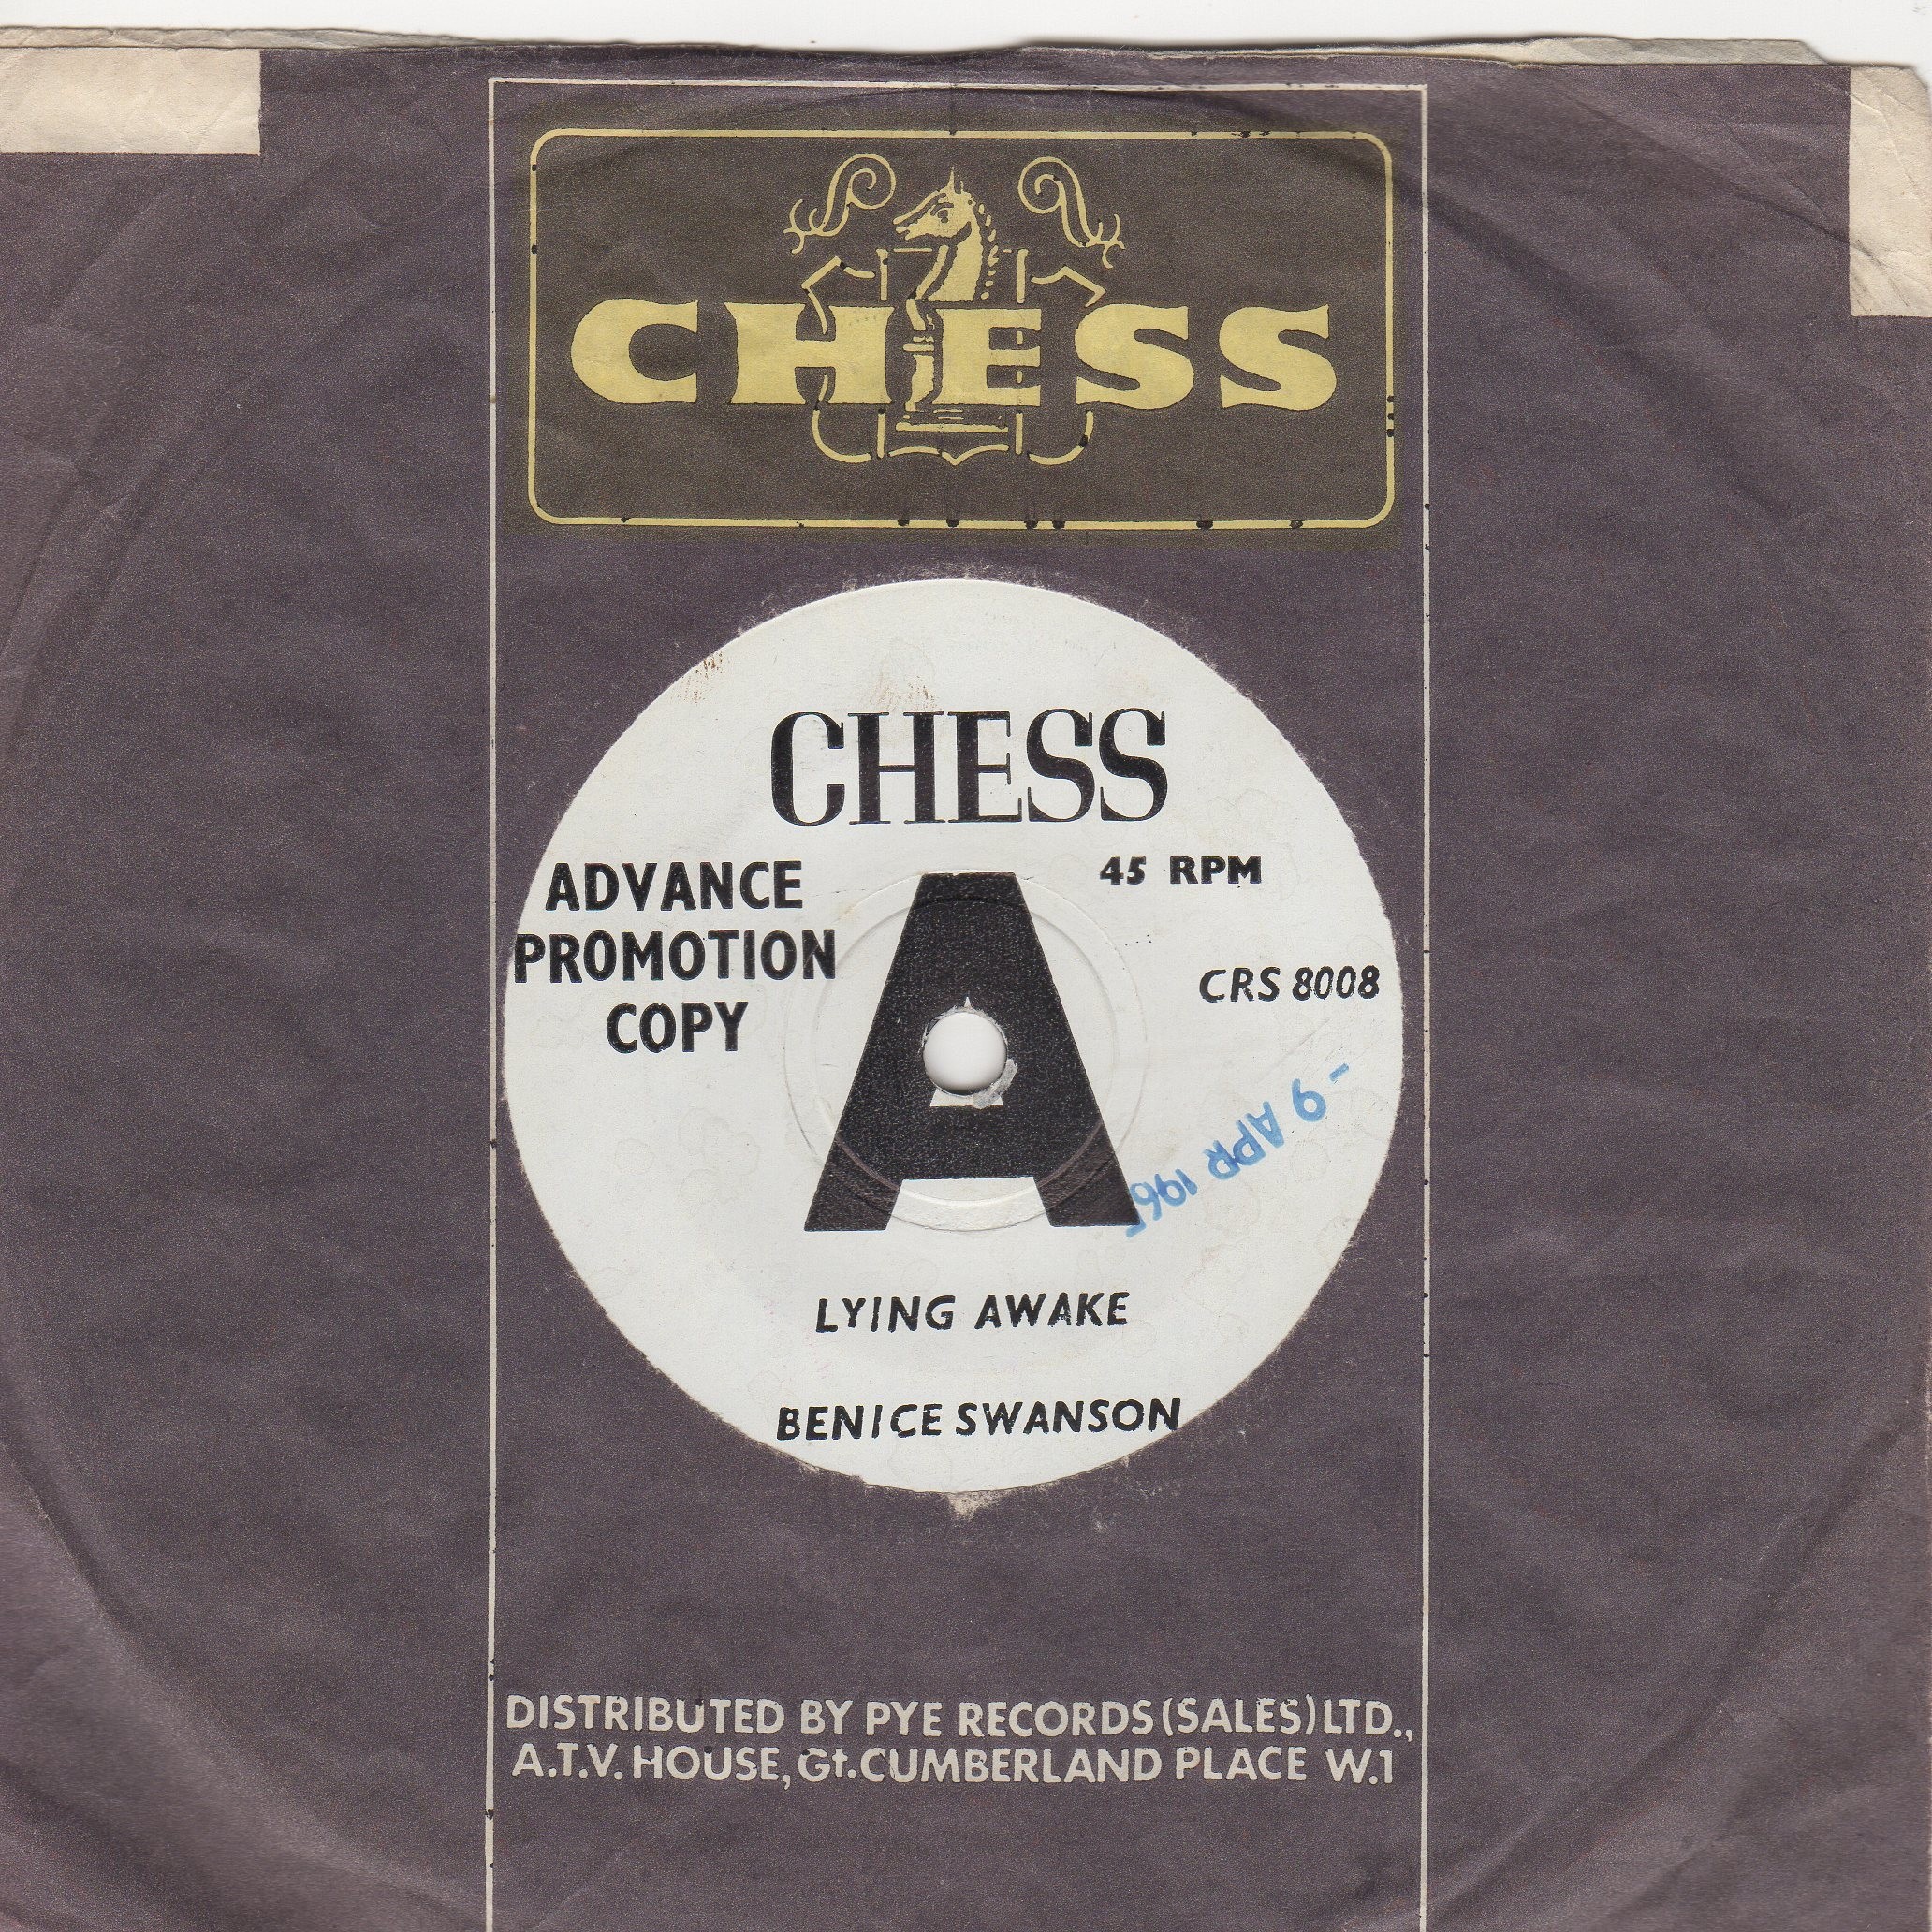 CHESS
CHESS
ADVANCE
PROMOTION
COPY
45 RPM
CRS 8008
- 9 APR 1965
LYING AWAKE
BENICE SWANSON
DISTRIBUTED BY PYE RECORDS (SALES) LTD.,
A.T.V. HOUSE, Gt. CUMBERLAND PLACE W.1